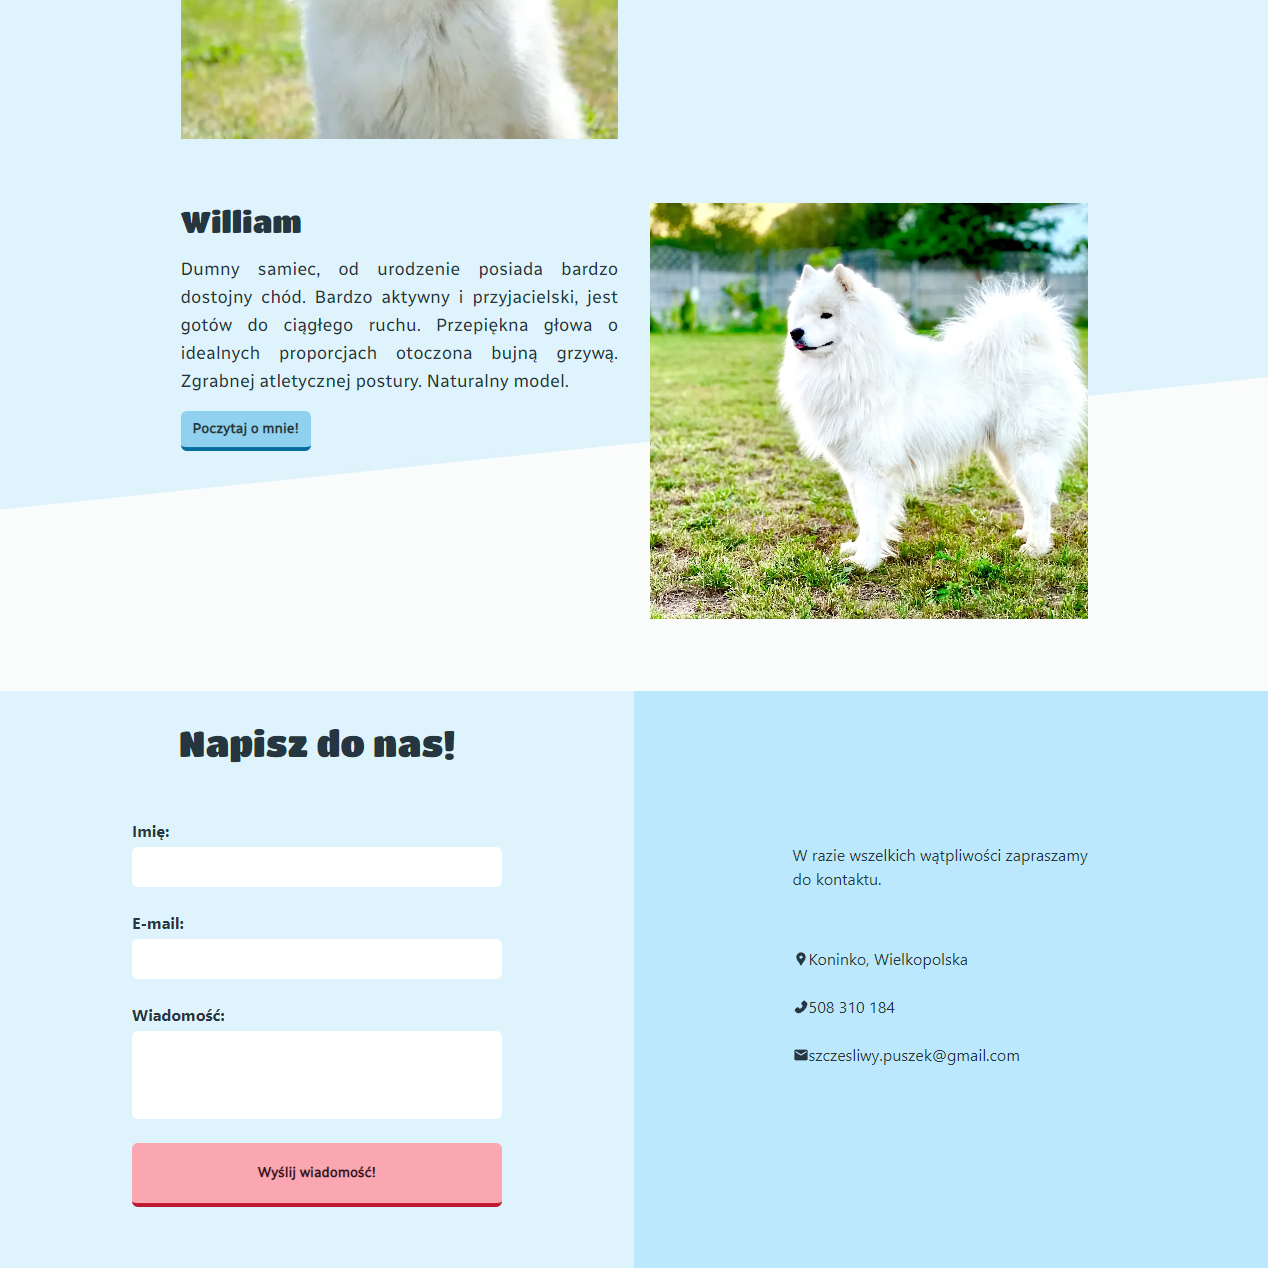 William
Dumny samiec, od urodzenie posiada bardzo
dostojny chód. Bardzo aktywny i przyjacielski, jest
gotów do ciągłego ruchu. Przepiękna głowa o
idealnych proporcjach otoczona bujną grzywą.
Zgrabnej atletycznej postury. Naturalny model.
Poczytaj o mnie!
Napisz do nas!
Imię:
E-mail:
Wiadomość:
Wyślij wiadomość!
W razie wszelkich wątpliwości zapraszamy
do kontaktu.
Koninko, Wielkopolska
508 310 184
szczesliwy.puszek@gmail.com